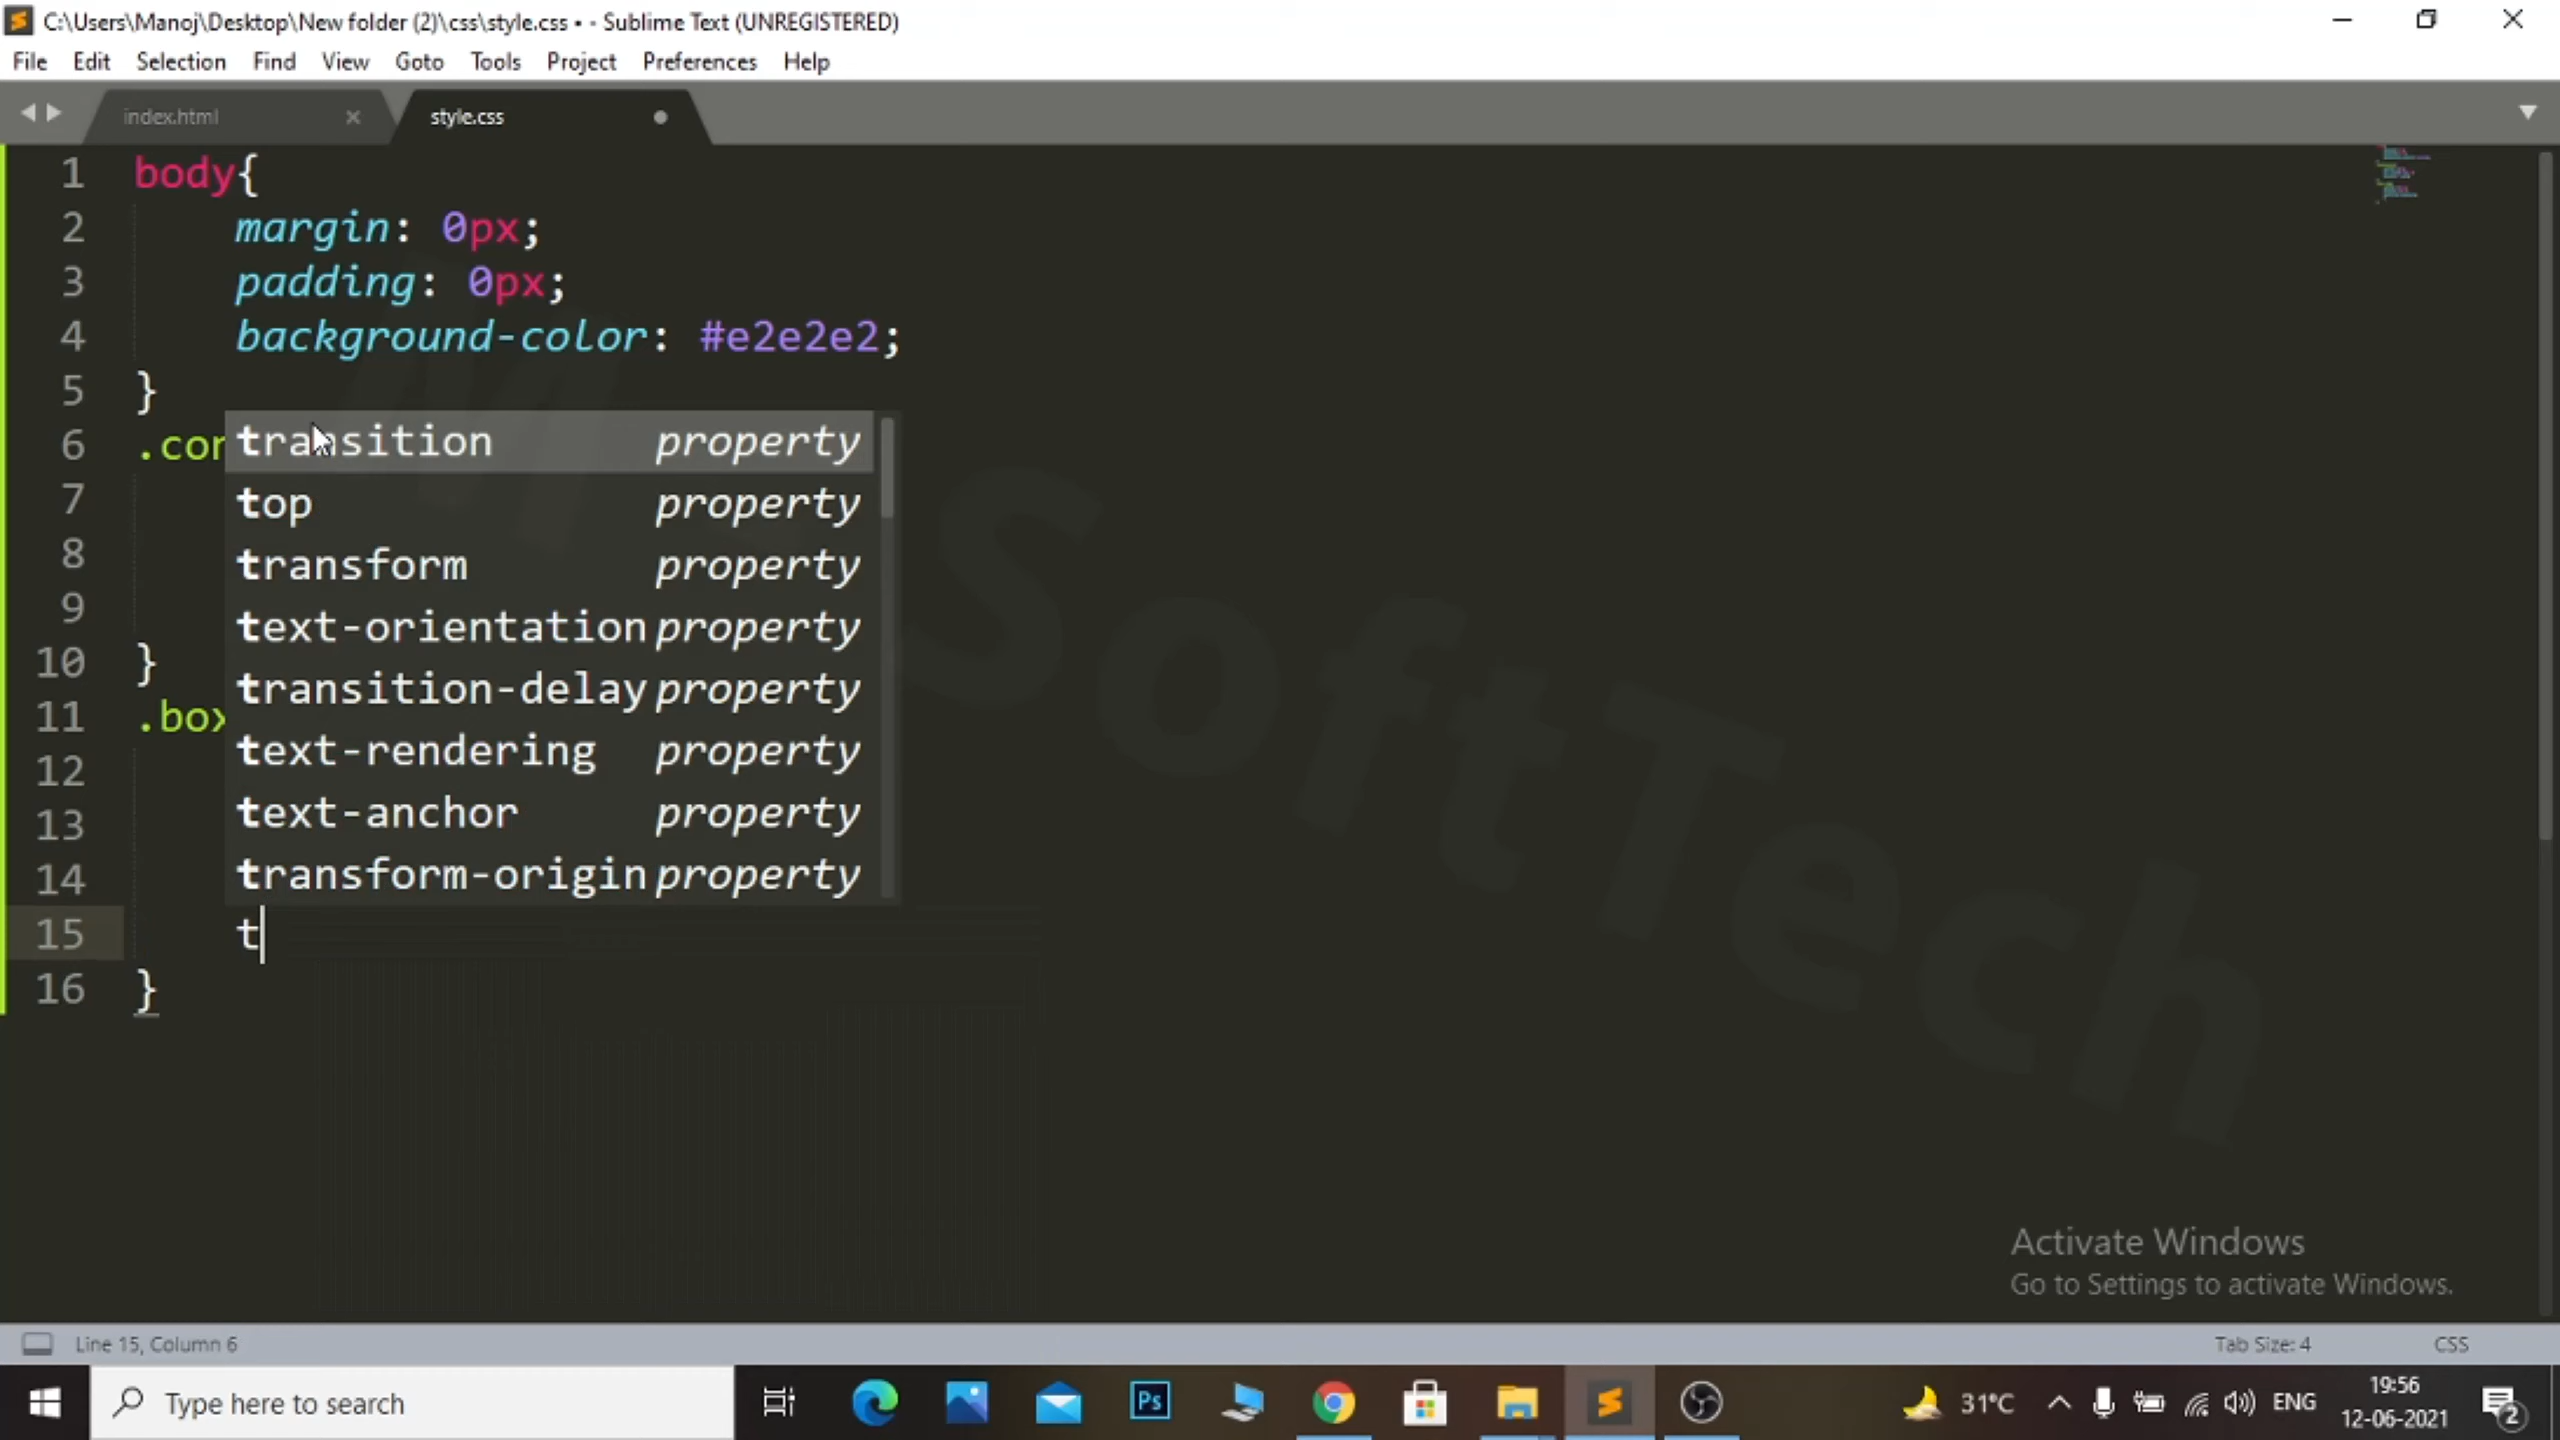 C:\Users\Manoj\Desktop\New folder (2)\css\style.css • - Sublime Text (UNREGISTERED)
File Edit Selection Find View Goto Tools Project Preferences Help
index.html style.css
1 body{
2 margin: 0px;
3 padding: 0px;
4 background-color: #e2e2e2;
5 }
6 .con transition property
7 top property
8 transform property
9 text-orientation property
10 } transition-delay property
11 .box text-rendering property
12
13 text-anchor property
14 transform-origin property
15 t
16 }
M SoftTech
Activate Windows
Go to Settings to activate Windows.
Line 15, Column 6 Tab Size: 4 CSS
Type here to search Ps 31°C ENG 19:56
12-06-2021 2